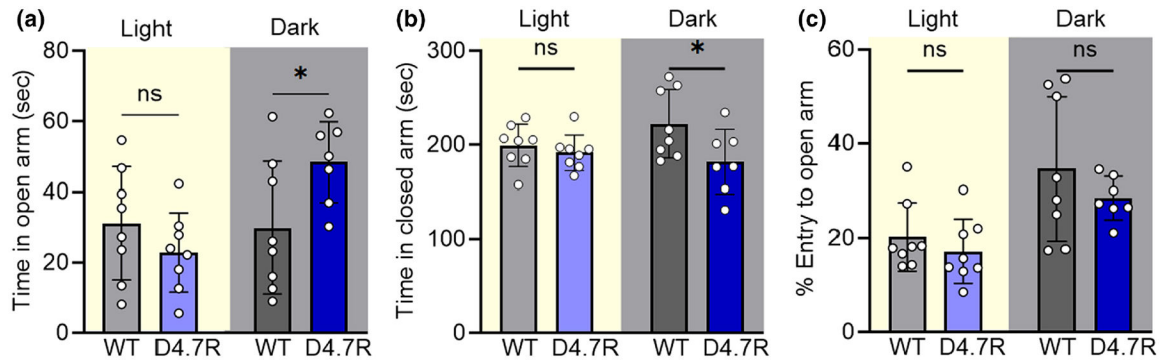 (a)
Light
Dark
Time in open arm (sec)
80
60
40
20
0
ns
*
WT
D4.7R
WT
D4.7R
(b)
Light
Dark
Time in closed arm (sec)
300
200
100
0
ns
*
WT
D4.7R
WT
D4.7R
(c)
Light
Dark
% Entry to open arm
60
40
20
0
ns
ns
WT
D4.7R
WT
D4.7R